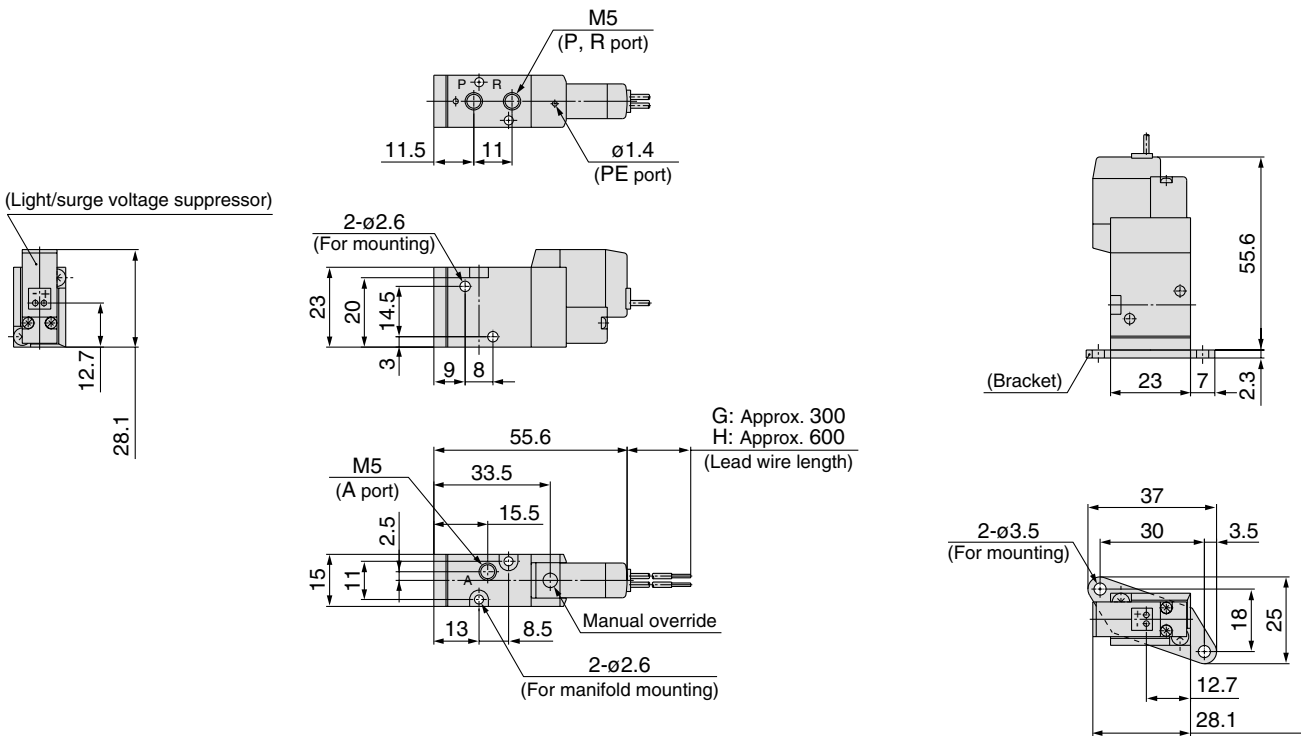 M5
(P, R port)
P
R
11.5
11
ø1.4
(PE port)
(Light/surge voltage suppressor)
12.7
28.1
2-ø2.6
(For mounting)
23
20
14.5
3
9
8
55.6
G: Approx. 300
H: Approx. 600
(Lead wire length)
M5
(A port)
33.5
15.5
2.5
15
11
A
13
8.5
Manual override
2-ø2.6
(For manifold mounting)
55.6
(Bracket)
23
7
2.3
37
2-ø3.5
(For mounting)
30
3.5
18
25
12.7
28.1